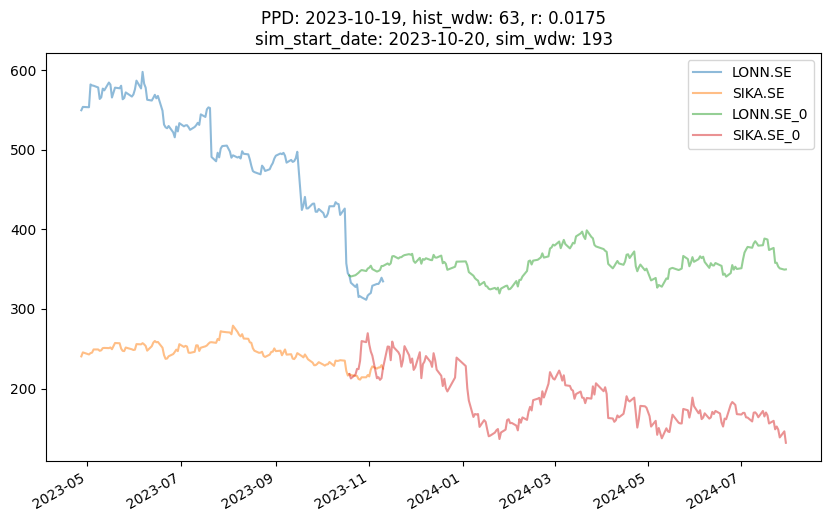 PPD: 2023-10-19, hist_wdw: 63, r: 0.0175
sim_start_date: 2023-10-20, sim_wdw: 193
LONN.SE
SIKA.SE
LONN.SE_0
SIKA.SE_0
600
500
400
300
200
2023-05
2023-07
2023-09
2023-11
2024-01
2024-03
2024-05
2024-07